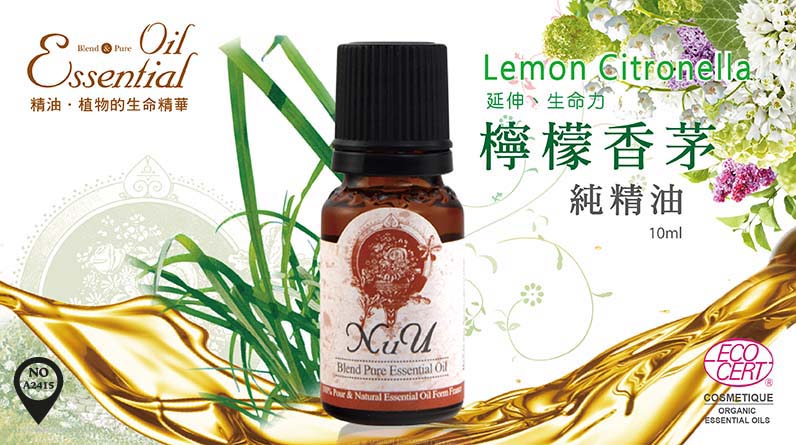 Blend & Pure Oil
Essential
精油・植物的生命精華
Lemon Citronella
延伸、生命力
檸檬香茅
純精油
10ml
NuU
Blend Pure Essential Oil
100% Pour & Natural Essential Oil Form France
NO
A2415
ECO
CERT
®
COSMETIQUE
ORGANIC
ESSENTIAL OILS